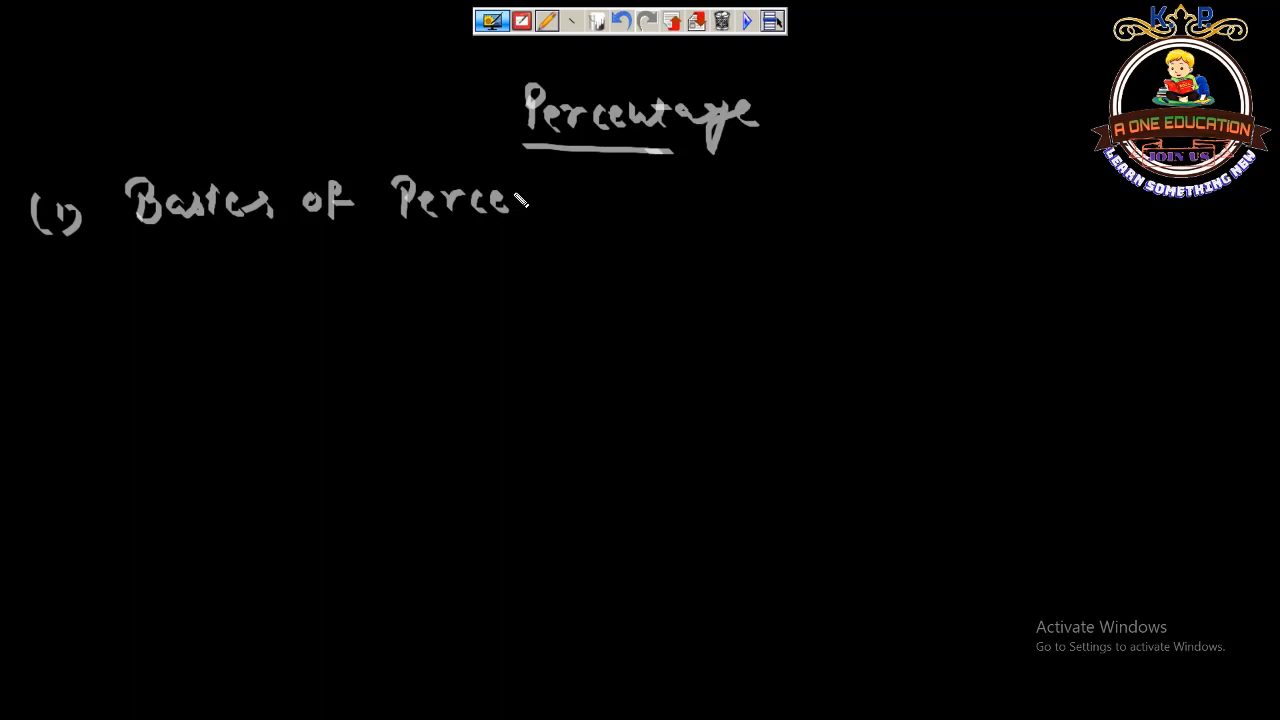 K P
Percentage
A ONE EDUCATION
JOIN US
LEARN SOMETHING NEW
(1) Basics of Perce
Activate Windows
Go to Settings to activate Windows.